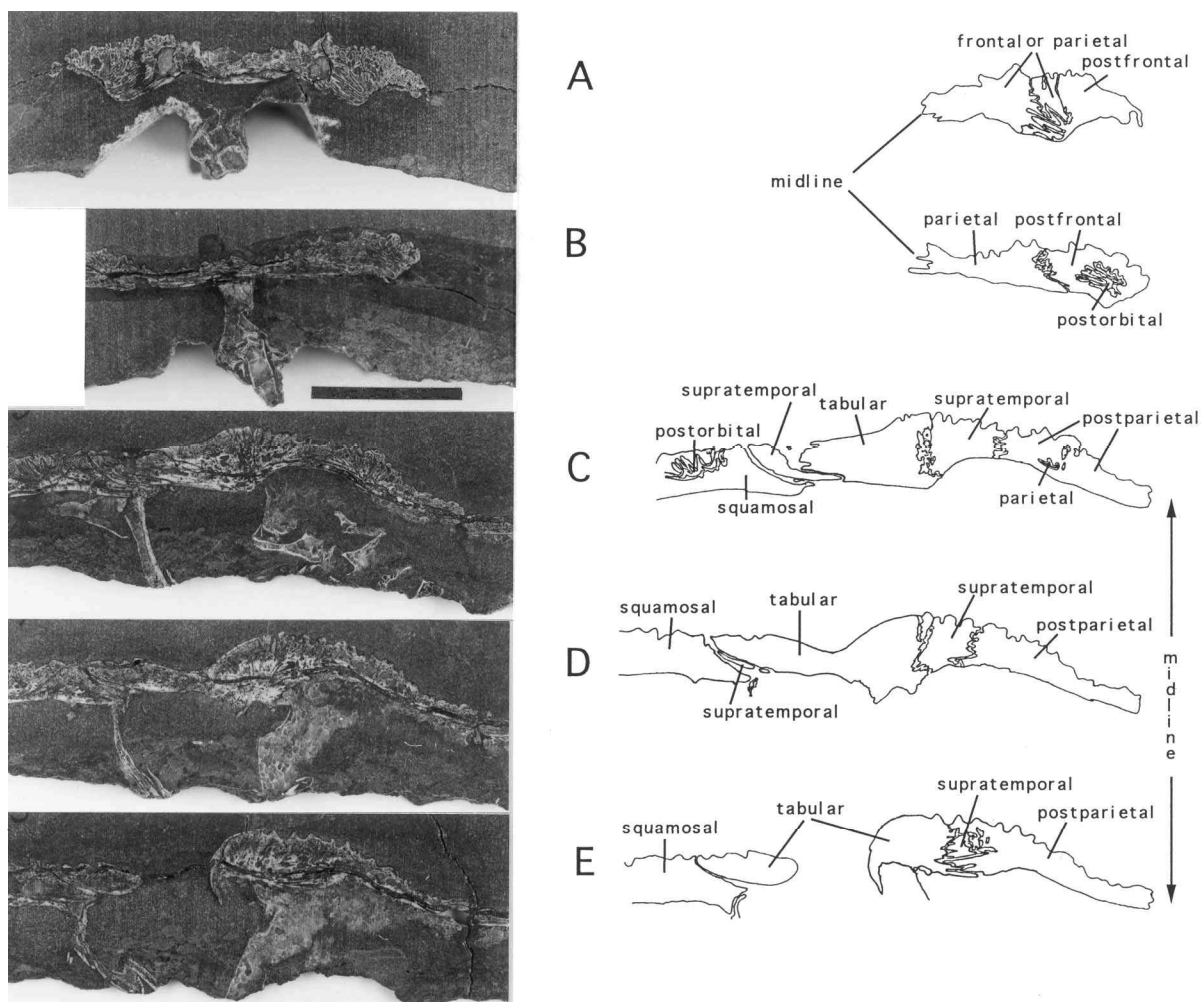 A
frontal or parietal
postfrontal
midline
B
parietal
postfrontal
postorbital
C
supratemporal
tabular
supratemporal
postorbital
postparietal
squamosal
parietal
D
squamosal
tabular
supratemporal
postparietal
supratemporal
midline
E
supratemporal
tabular
postparietal
squamosal